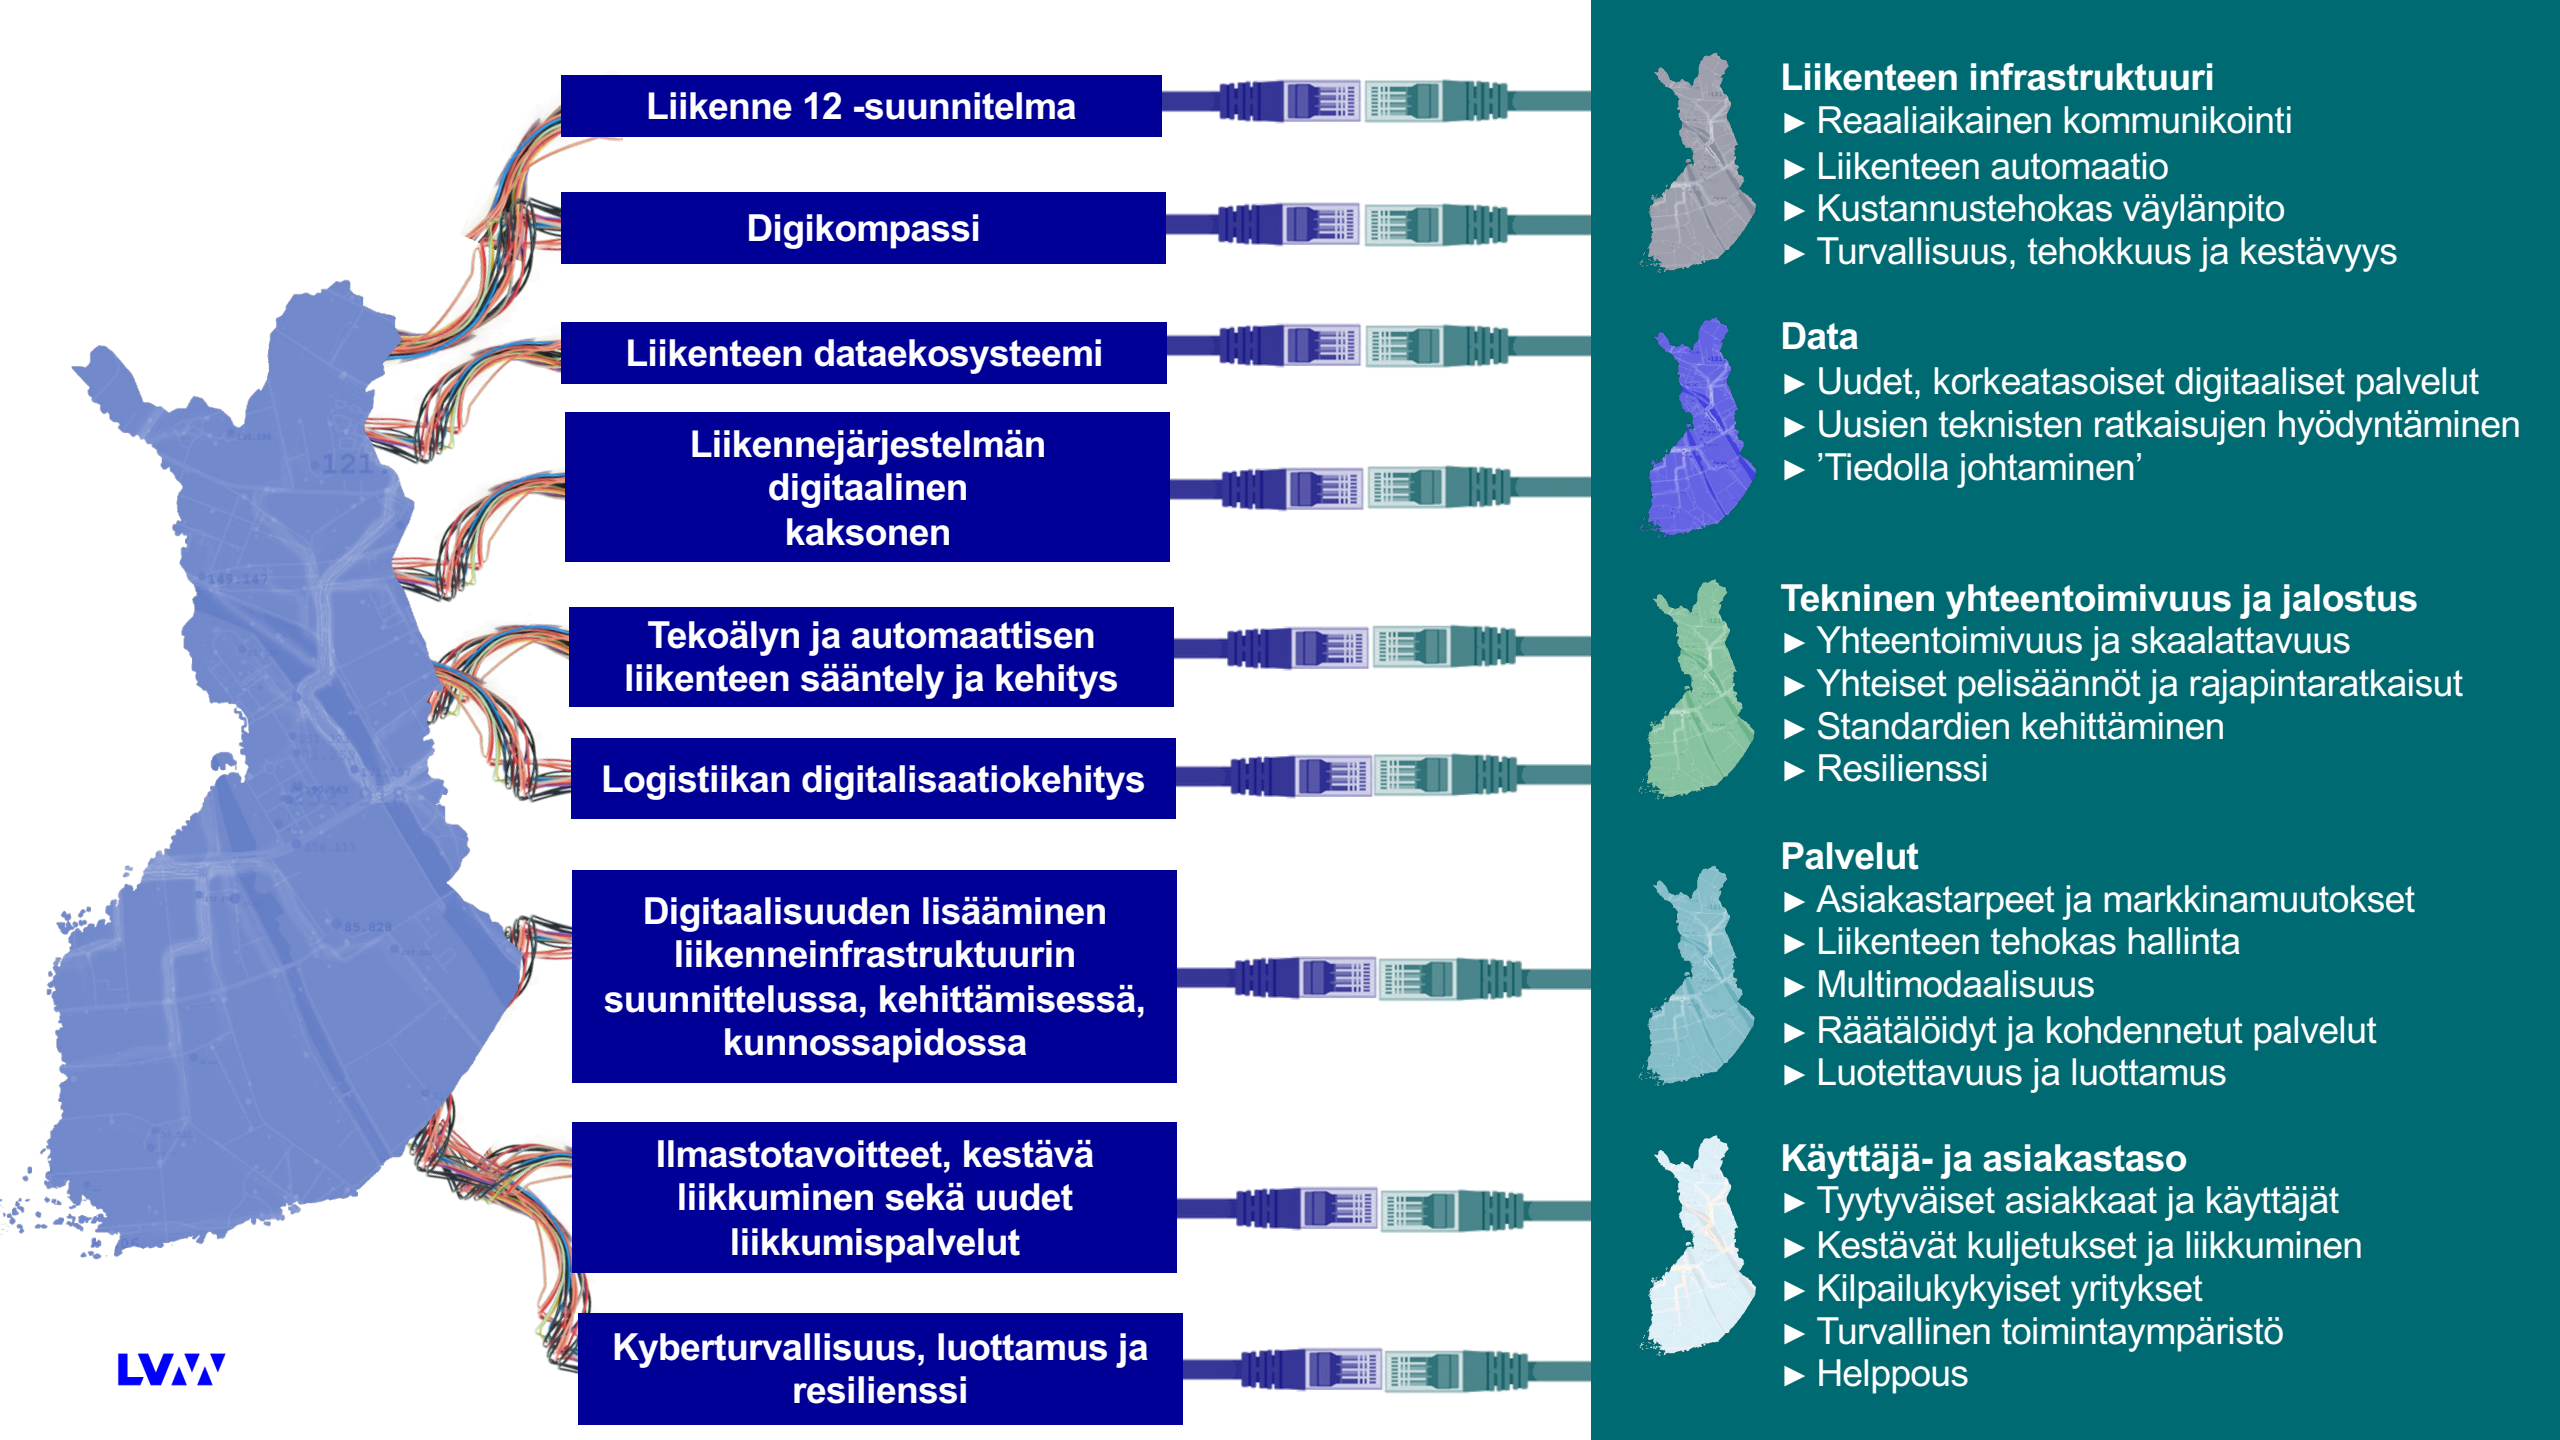 Liikenne 12 -suunnitelma
Digikompassi
Liikenteen dataekosysteemi
Liikennejärjestelmän
digitaalinen
kaksonen
Tekoälyn ja automaattisen
liikenteen sääntely ja kehitys
Logistiikan digitalisaatiokehitys
Digitaalisuuden lisääminen
liikenneinfrastruktuurin
suunnittelussa, kehittämisessä,
kunnossapidossa
Ilmastotavoitteet, kestävä
liikkuminen sekä uudet
liikkumispalvelut
Kyberturvallisuus, luottamus ja
resilienssi
121.
149.147
85.828
LVM
Liikenteen infrastruktuuri
► Reaaliaikainen kommunikointi
► Liikenteen automaatio
► Kustannustehokas väylänpito
► Turvallisuus, tehokkuus ja kestävyys
Data
► Uudet, korkeatasoiset digitaaliset palvelut
► Uusien teknisten ratkaisujen hyödyntäminen
► ’Tiedolla johtaminen’
Tekninen yhteentoimivuus ja jalostus
► Yhteentoimivuus ja skaalattavuus
► Yhteiset pelisäännöt ja rajapintaratkaisut
► Standardien kehittäminen
► Resilienssi
Palvelut
► Asiakastarpeet ja markkinamuutokset
► Liikenteen tehokas hallinta
► Multimodaalisuus
► Räätälöidyt ja kohdennetut palvelut
► Luotettavuus ja luottamus
Käyttäjä- ja asiakastaso
► Tyytyväiset asiakkaat ja käyttäjät
► Kestävät kuljetukset ja liikkuminen
► Kilpailukykyiset yritykset
► Turvallinen toimintaympäristö
► Helppous